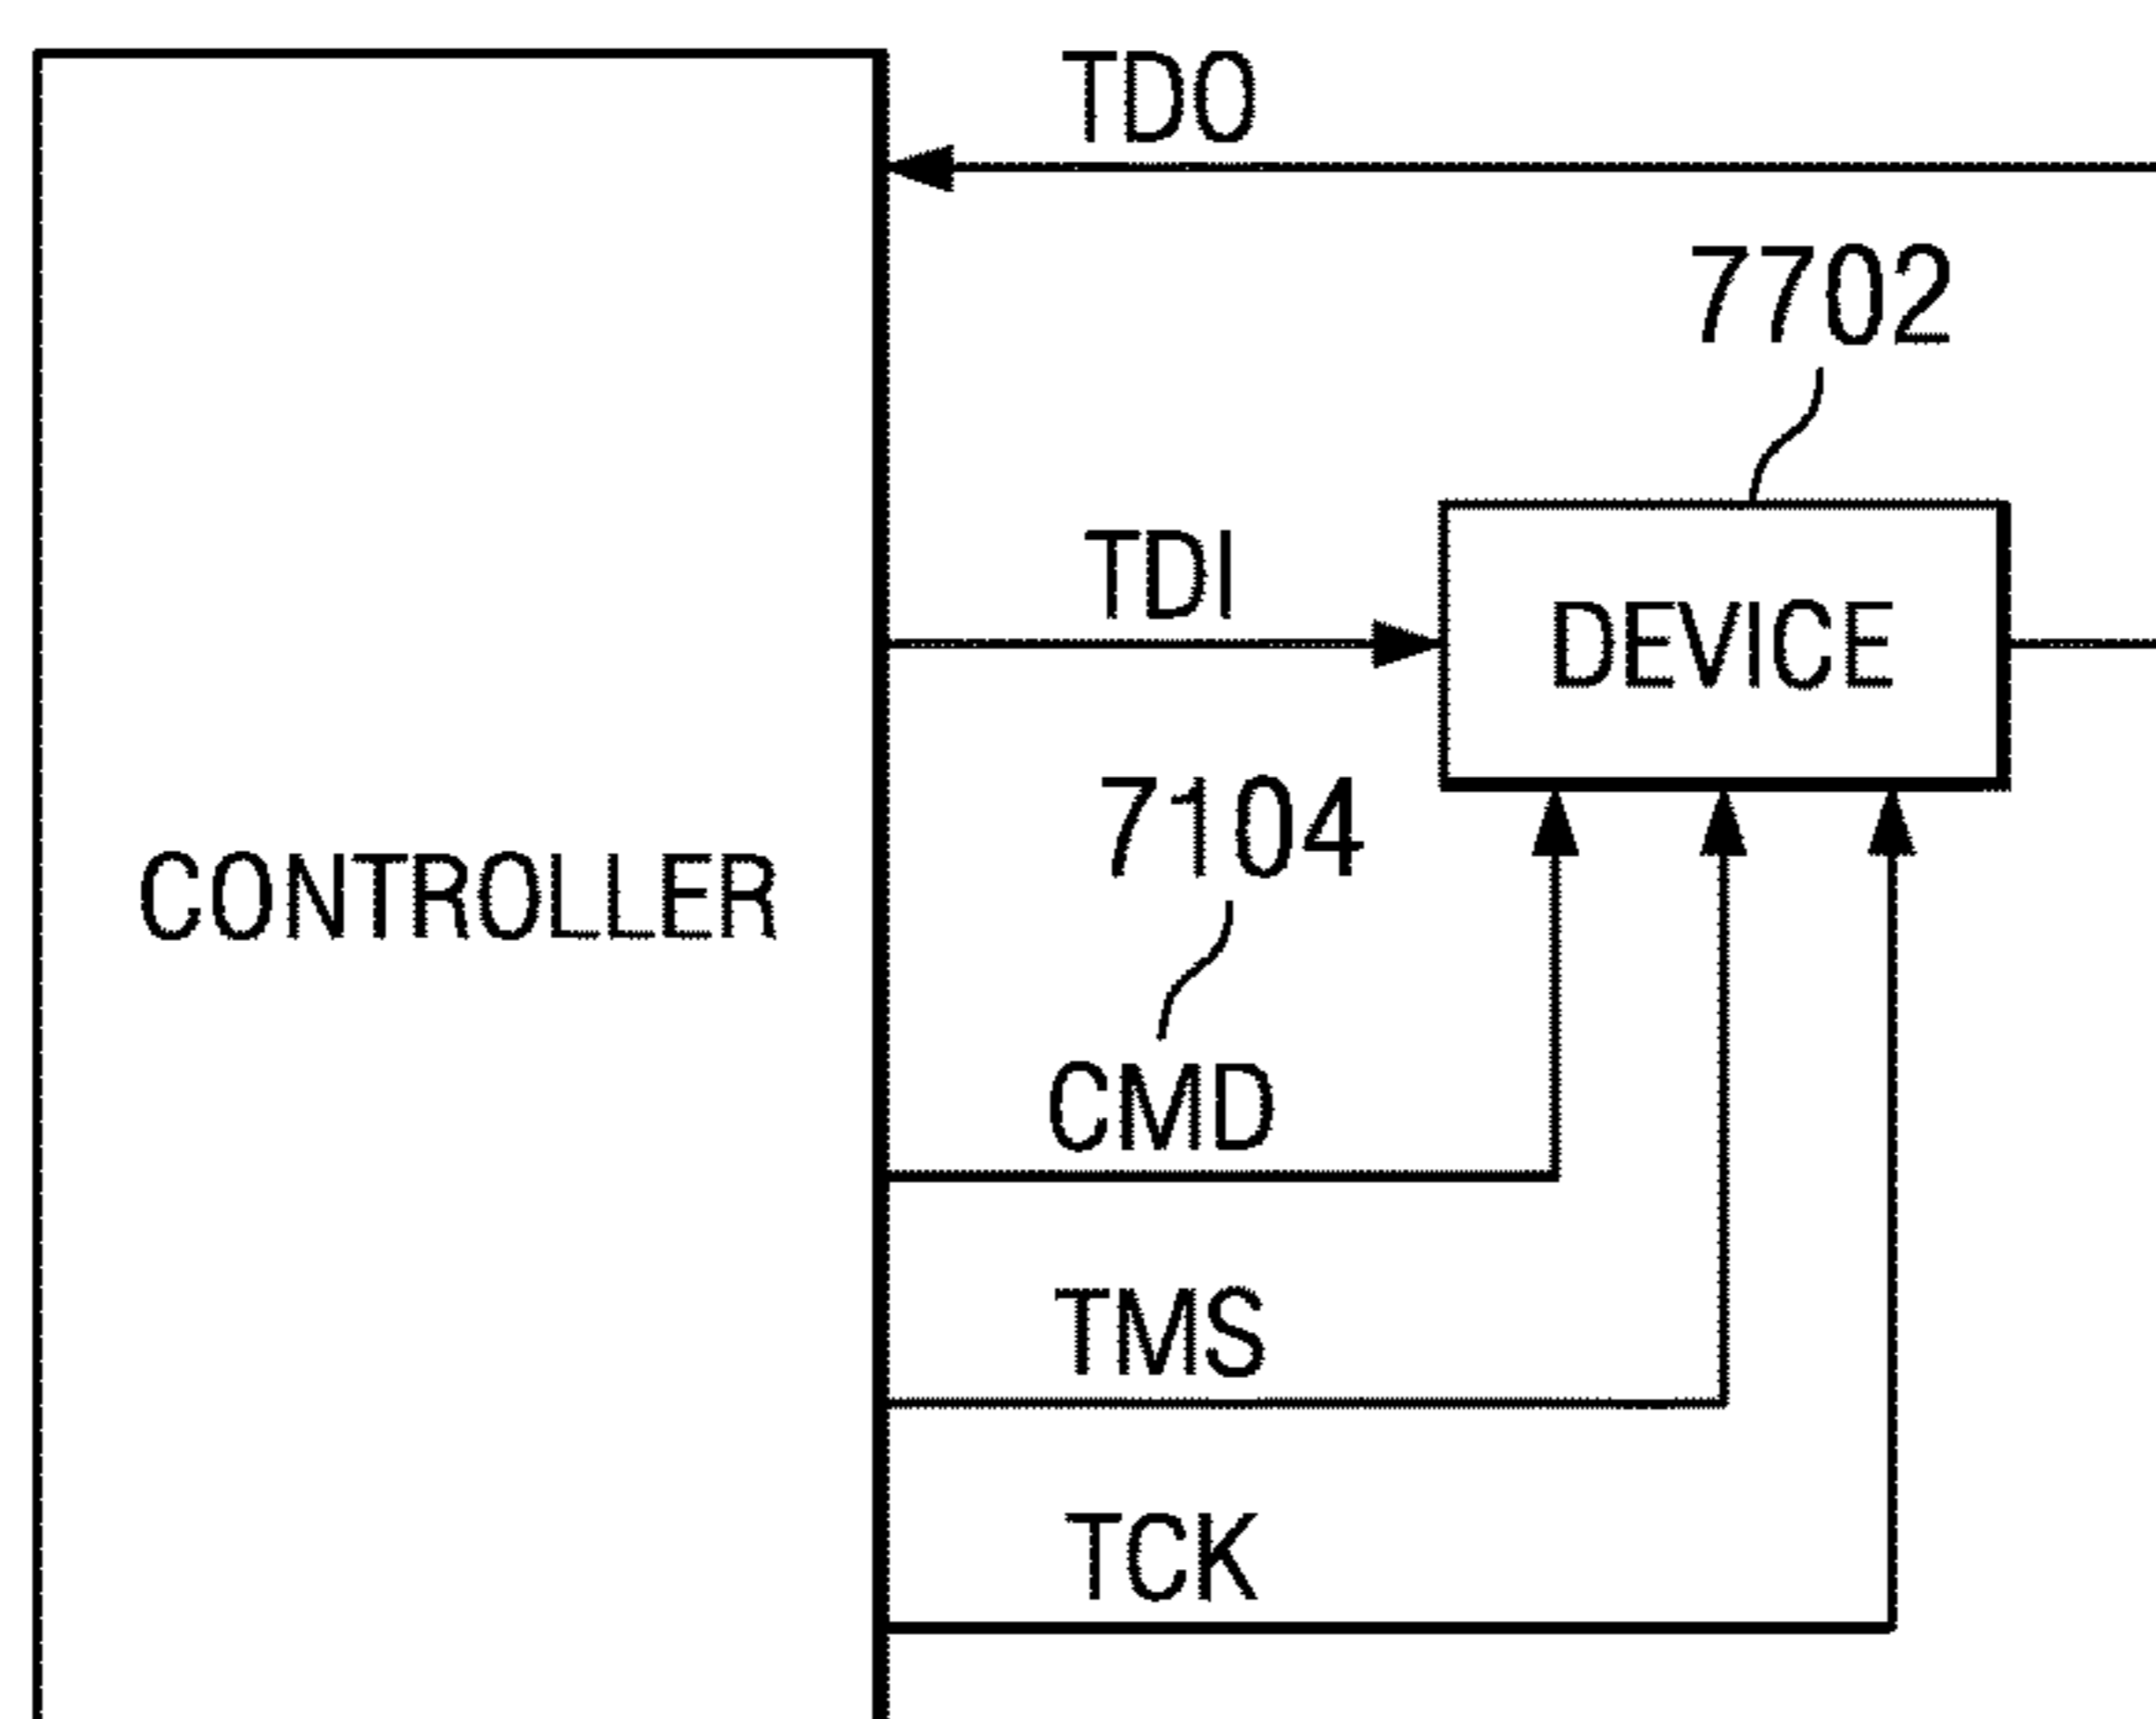 TDO
7702
TDI
DEVICE
7104
CONTROLLER
CMD
TMS
TCK